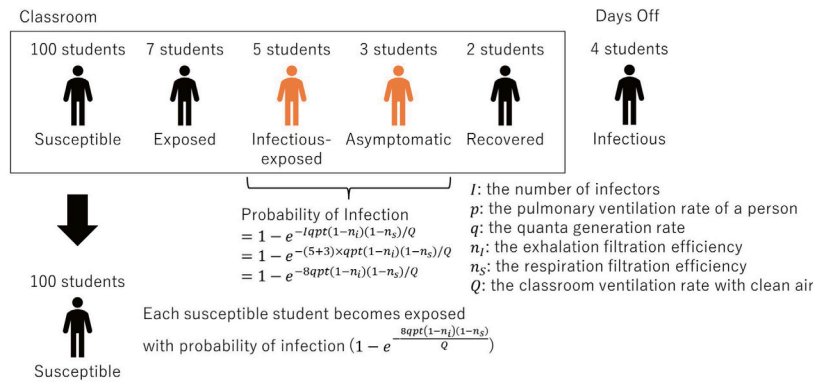 Classroom
Days Off
100 students
7 students
5 students
3 students
2 students
4 students
Susceptible
Exposed
Infectious-
exposed
Asymptomatic
Recovered
Infectious
Probability of Infection
= 1 − e^{−Iqpt(1−n_i)(1−n_s)/Q}
= 1 − e^{−(5+3)×qpt(1−n_i)(1−n_s)/Q}
= 1 − e^{−8qpt(1−n_i)(1−n_s)/Q}
I: the number of infectors
p: the pulmonary ventilation rate of a person
q: the quanta generation rate
n_I: the exhalation filtration efficiency
n_S: the respiration filtration efficiency
Q: the classroom ventilation rate with clean air
100 students
Susceptible
Each susceptible student becomes exposed
with probability of infection (1 − e^{−8qpt(1−n_i)(1−n_s)/Q})